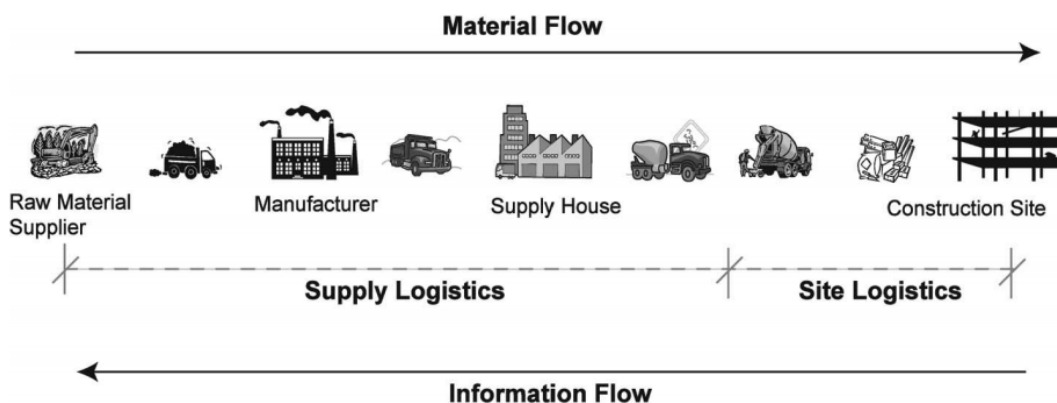 Material Flow
Raw Material
Supplier
Manufacturer
Supply House
Construction Site
Supply Logistics
Site Logistics
Information Flow